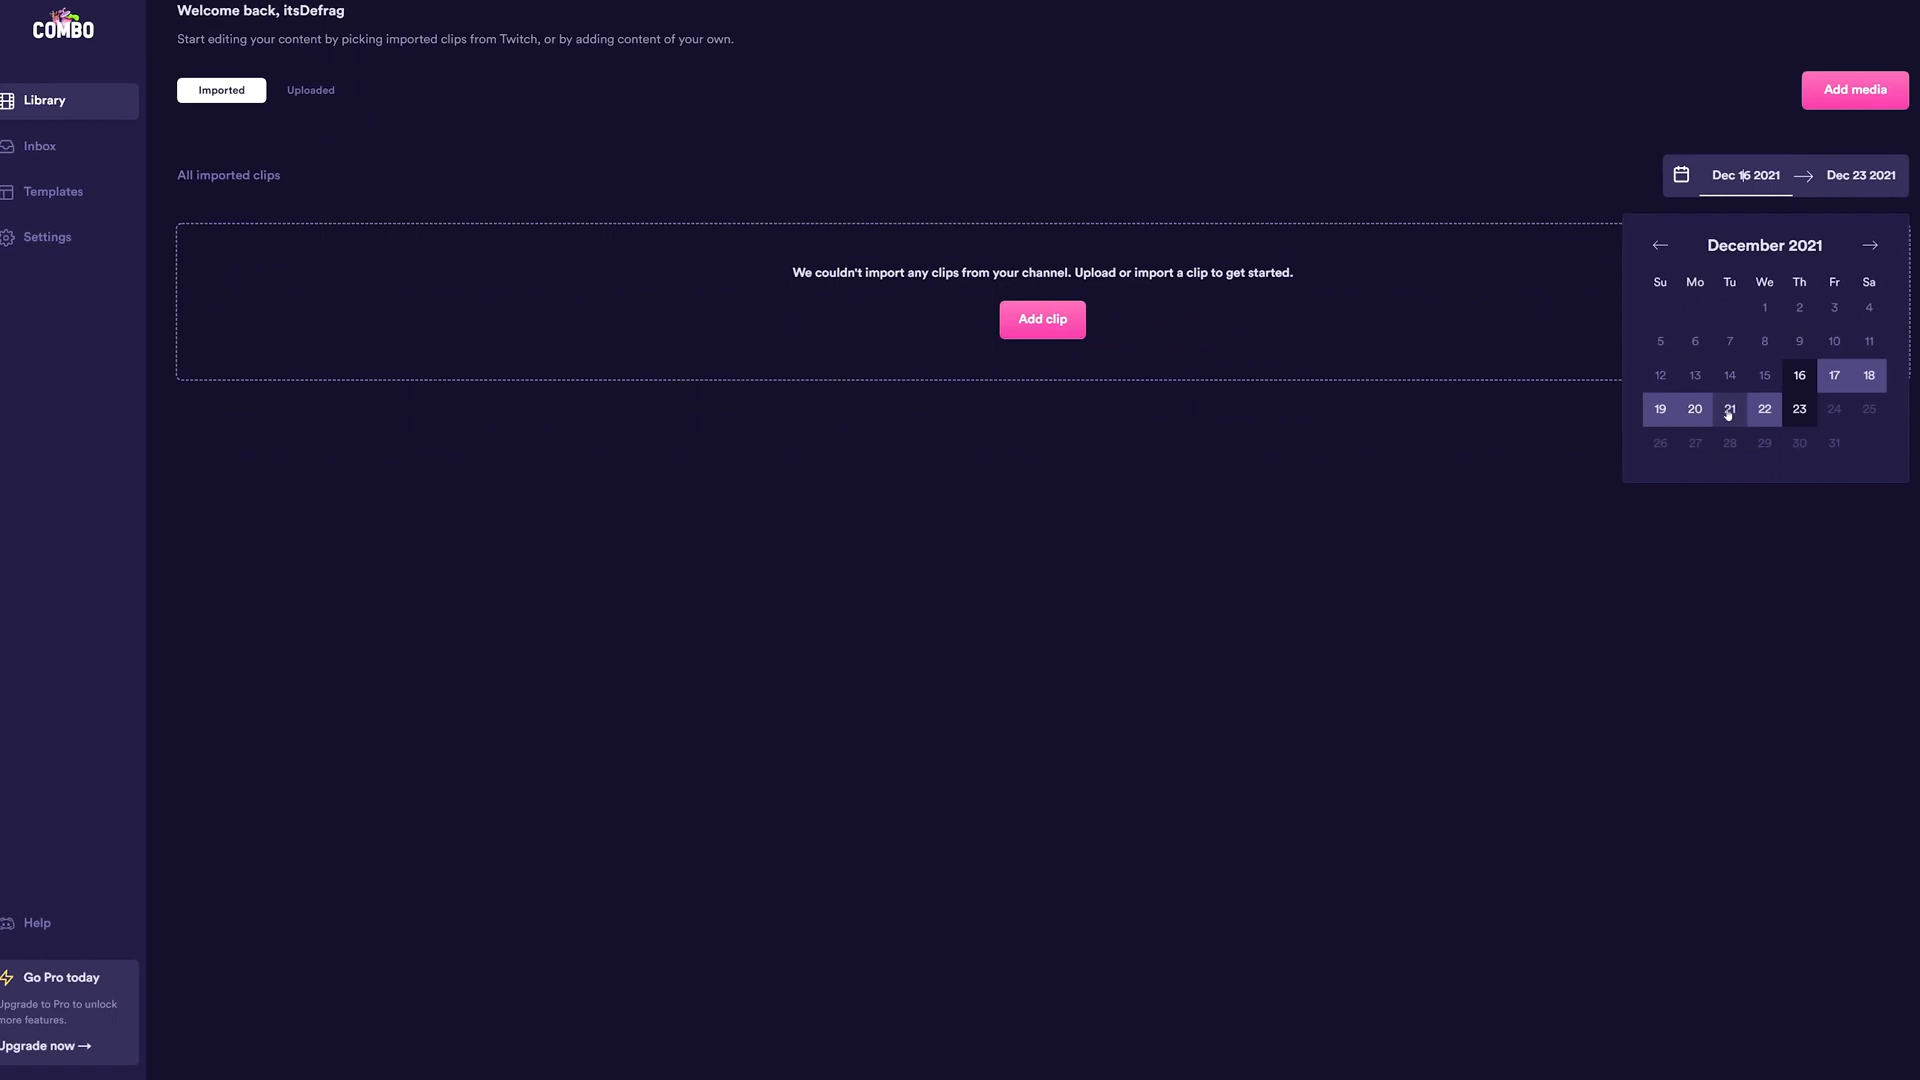 COMBO
Library
Inbox
Templates
Settings
Help
Go Pro today
Upgrade to Pro to unlock
more features.
Upgrade now →
Welcome back, itsDefrag
Start editing your content by picking imported clips from Twitch, or by adding content of your own.
Imported Uploaded
Add media
All imported clips
Dec 16 2021 → Dec 23 2021
We couldn't import any clips from your channel. Upload or import a clip to get started.
Add clip
← December 2021 →
Su Mo Tu We Th Fr Sa
1 2 3 4
5 6 7 8 9 10 11
12 13 14 15 16 17 18
19 20 21 22 23 24 25
26 27 28 29 30 31